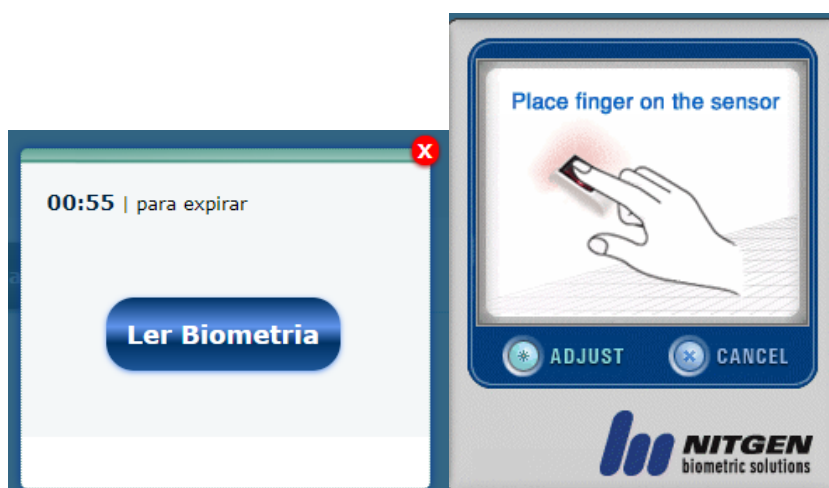 X
00:55 | para expirar
Ler Biometria
Place finger on the sensor
ADJUST
CANCEL
NITGEN
biometric solutions